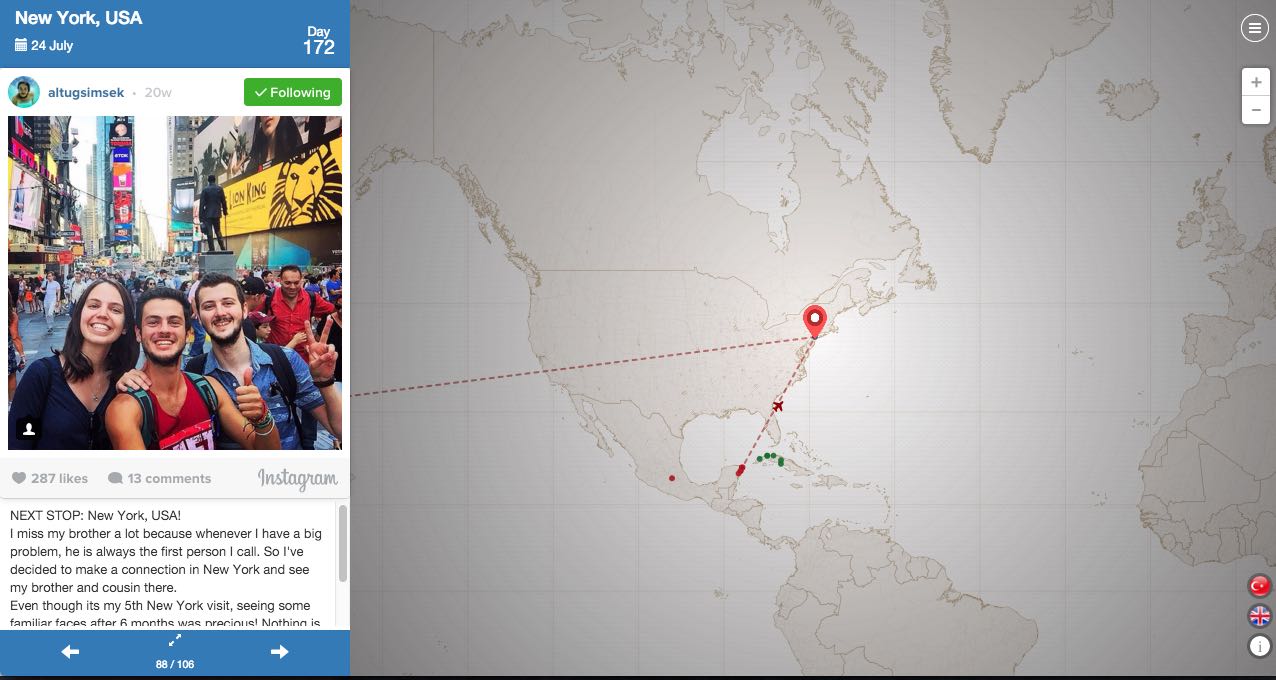 New York, USA
24 July
Day
172
altugsimsek • 20w
Following
LION KING
287 likes
13 comments
Instagram
NEXT STOP: New York, USA!
I miss my brother a lot because whenever I have a big
problem, he is always the first person I call. So I've
decided to make a connection in New York and see
my brother and cousin there.
Even though its my 5th New York visit, seeing some
familiar faces after 6 months was precious! Nothing is
88 / 106
+
−
i